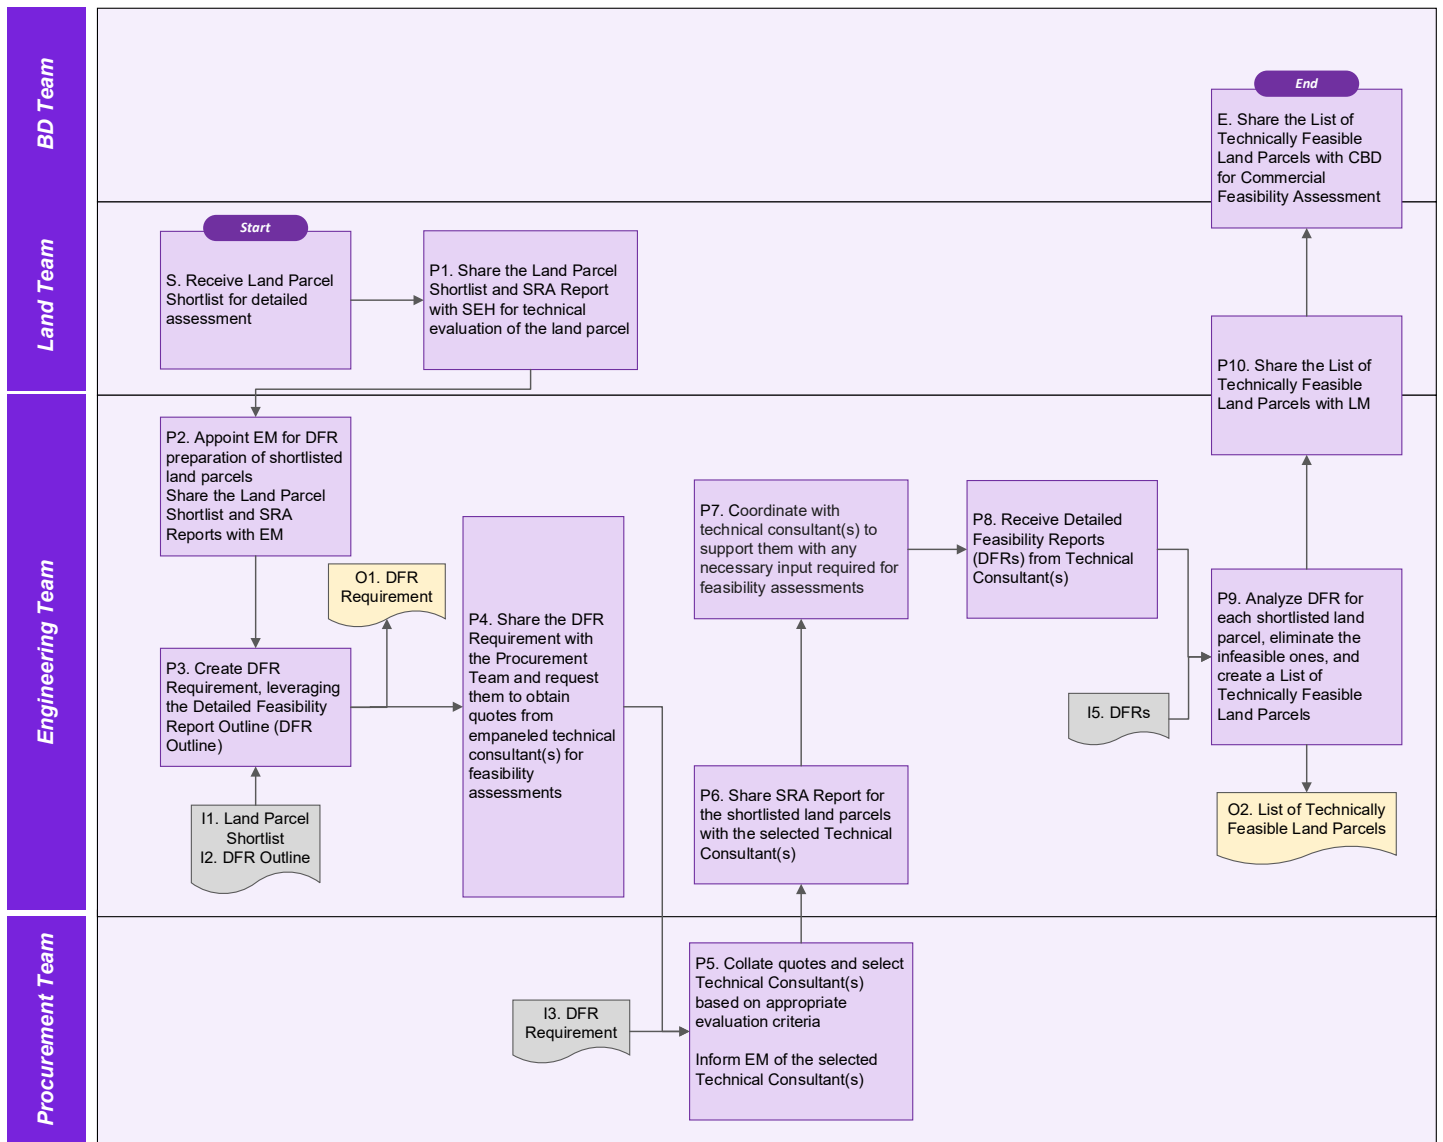 BD Team
End
E. Share the List of
Technically Feasible
Land Parcels with CBD
for Commercial
Feasibility Assessment
Land Team
Start
S. Receive Land Parcel
Shortlist for detailed
assessment
P1. Share the Land Parcel
Shortlist and SRA Report
with SEH for technical
evaluation of the land parcel
P10. Share the List of
Technically Feasible
Land Parcels with LM
Engineering Team
P2. Appoint EM for DFR
preparation of shortlisted
land parcels
Share the Land Parcel
Shortlist and SRA
Reports with EM
O1. DFR
Requirement
P3. Create DFR
Requirement, leveraging
the Detailed Feasibility
Report Outline (DFR
Outline)
I1. Land Parcel
Shortlist
I2. DFR Outline
P4. Share the DFR
Requirement with
the Procurement
Team and request
them to obtain
quotes from
empaneled technical
consultant(s) for
feasibility
assessments
P7. Coordinate with
technical consultant(s) to
support them with any
necessary input required for
feasibility assessments
P8. Receive Detailed
Feasibility Reports
(DFRs) from Technical
Consultant(s)
P9. Analyze DFR for
each shortlisted land
parcel, eliminate the
infeasible ones, and
create a List of
Technically Feasible
Land Parcels
I5. DFRs
P6. Share SRA Report for
the shortlisted land parcels
with the selected Technical
Consultant(s)
O2. List of Technically
Feasible Land Parcels
Procurement Team
I3. DFR
Requirement
P5. Collate quotes and select
Technical Consultant(s)
based on appropriate
evaluation criteria
Inform EM of the selected
Technical Consultant(s)